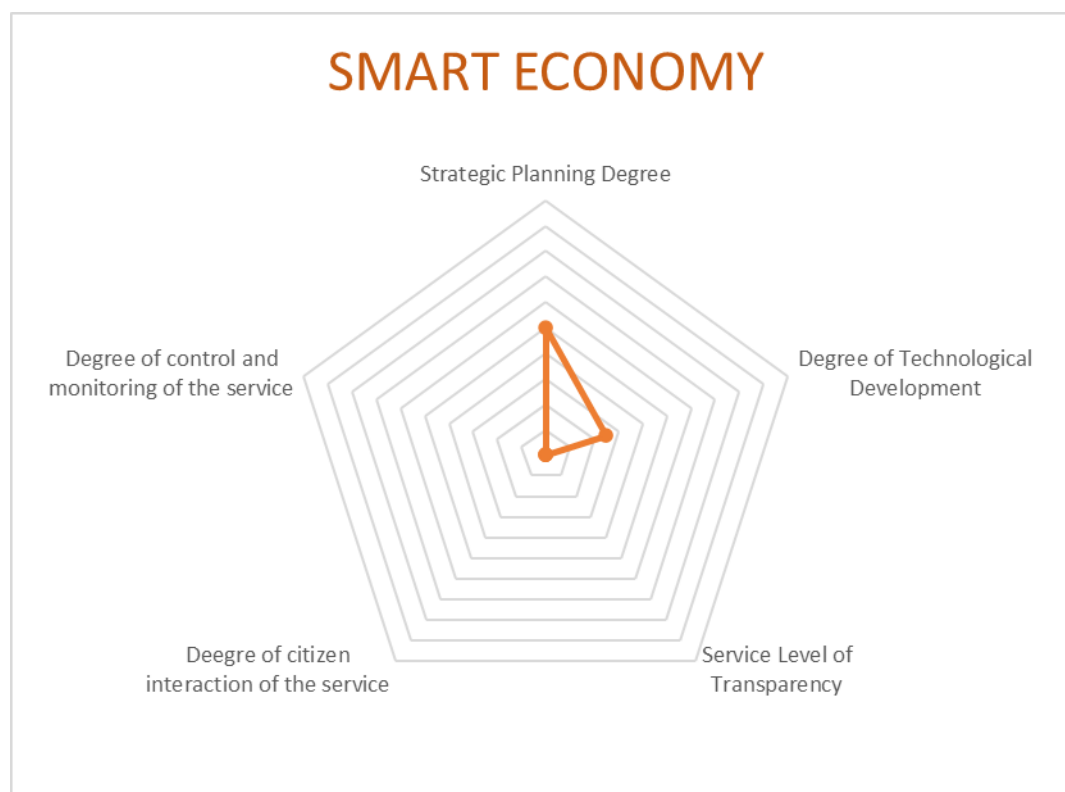 SMART ECONOMY
Strategic Planning Degree
Degree of control and
monitoring of the service
Degree of Technological
Development
Deegre of citizen
interaction of the service
Service Level of
Transparency